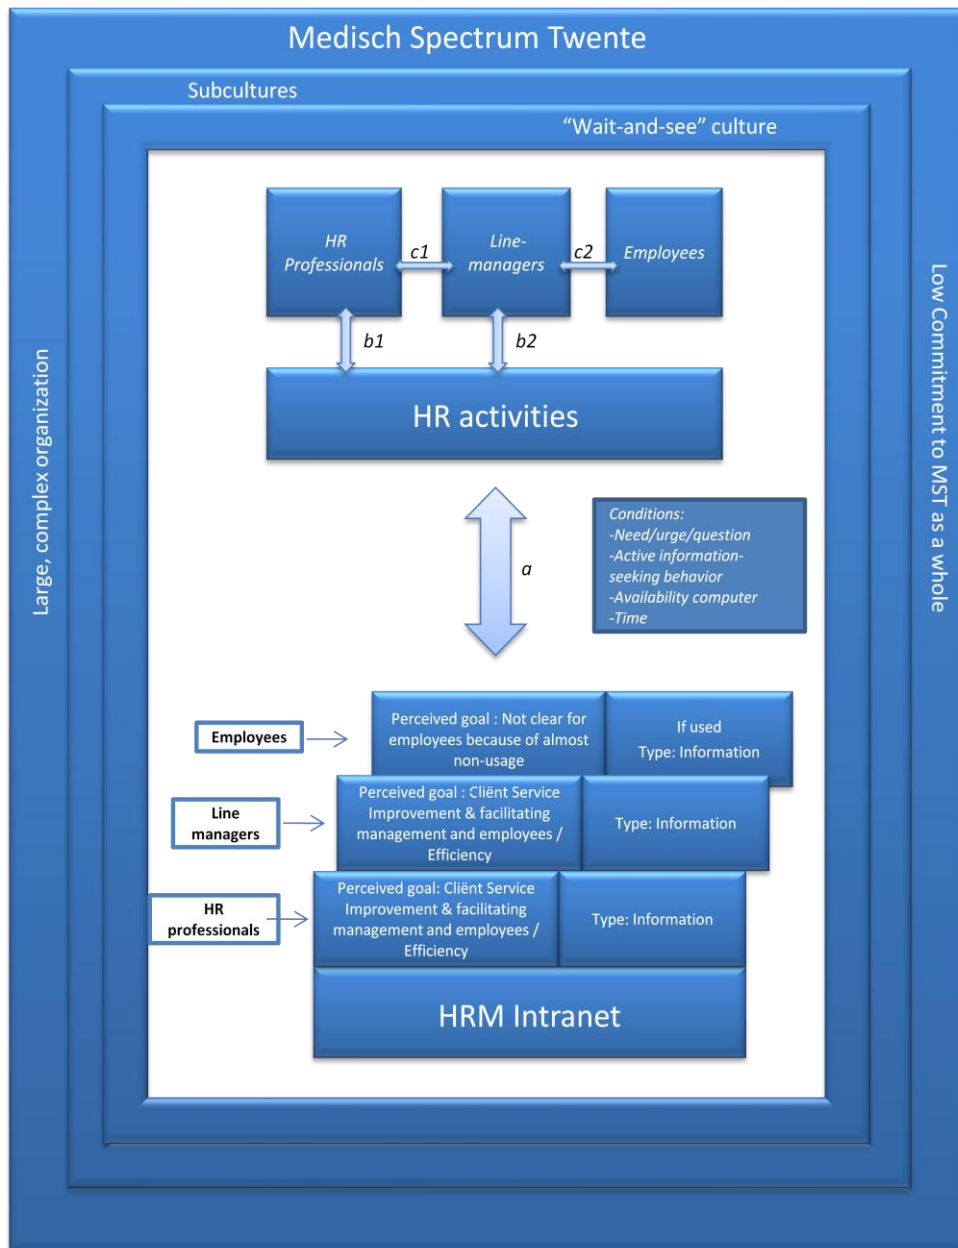 Medisch Spectrum Twente
Subcultures
“Wait-and-see” culture
Large, complex organization
Low Commitment to MST as a whole
HR
Professionals
c1
Line-
managers
c2
Employees
b1
b2
HR activities
a
Conditions:
-Need/urge/question
-Active information-
seeking behavior
-Availability computer
-Time
Employees
Perceived goal : Not clear for
employees because of almost
non-usage
If used
Type: Information
Line
managers
Perceived goal : Cliënt Service
Improvement & facilitating
management and employees /
Efficiency
Type: Information
HR
professionals
Perceived goal: Cliënt Service
Improvement & facilitating
management and employees /
Efficiency
Type: Information
HRM Intranet